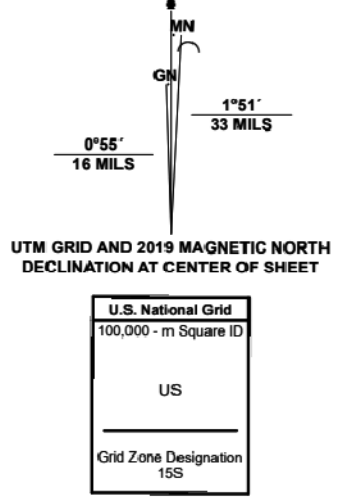 MN
GN
1°51´
33 MILS
0°55´
16 MILS
UTM GRID AND 2019 MAGNETIC NORTH
DECLINATION AT CENTER OF SHEET
U.S. National Grid
100,000 - m Square ID
US
Grid Zone Designation
15S